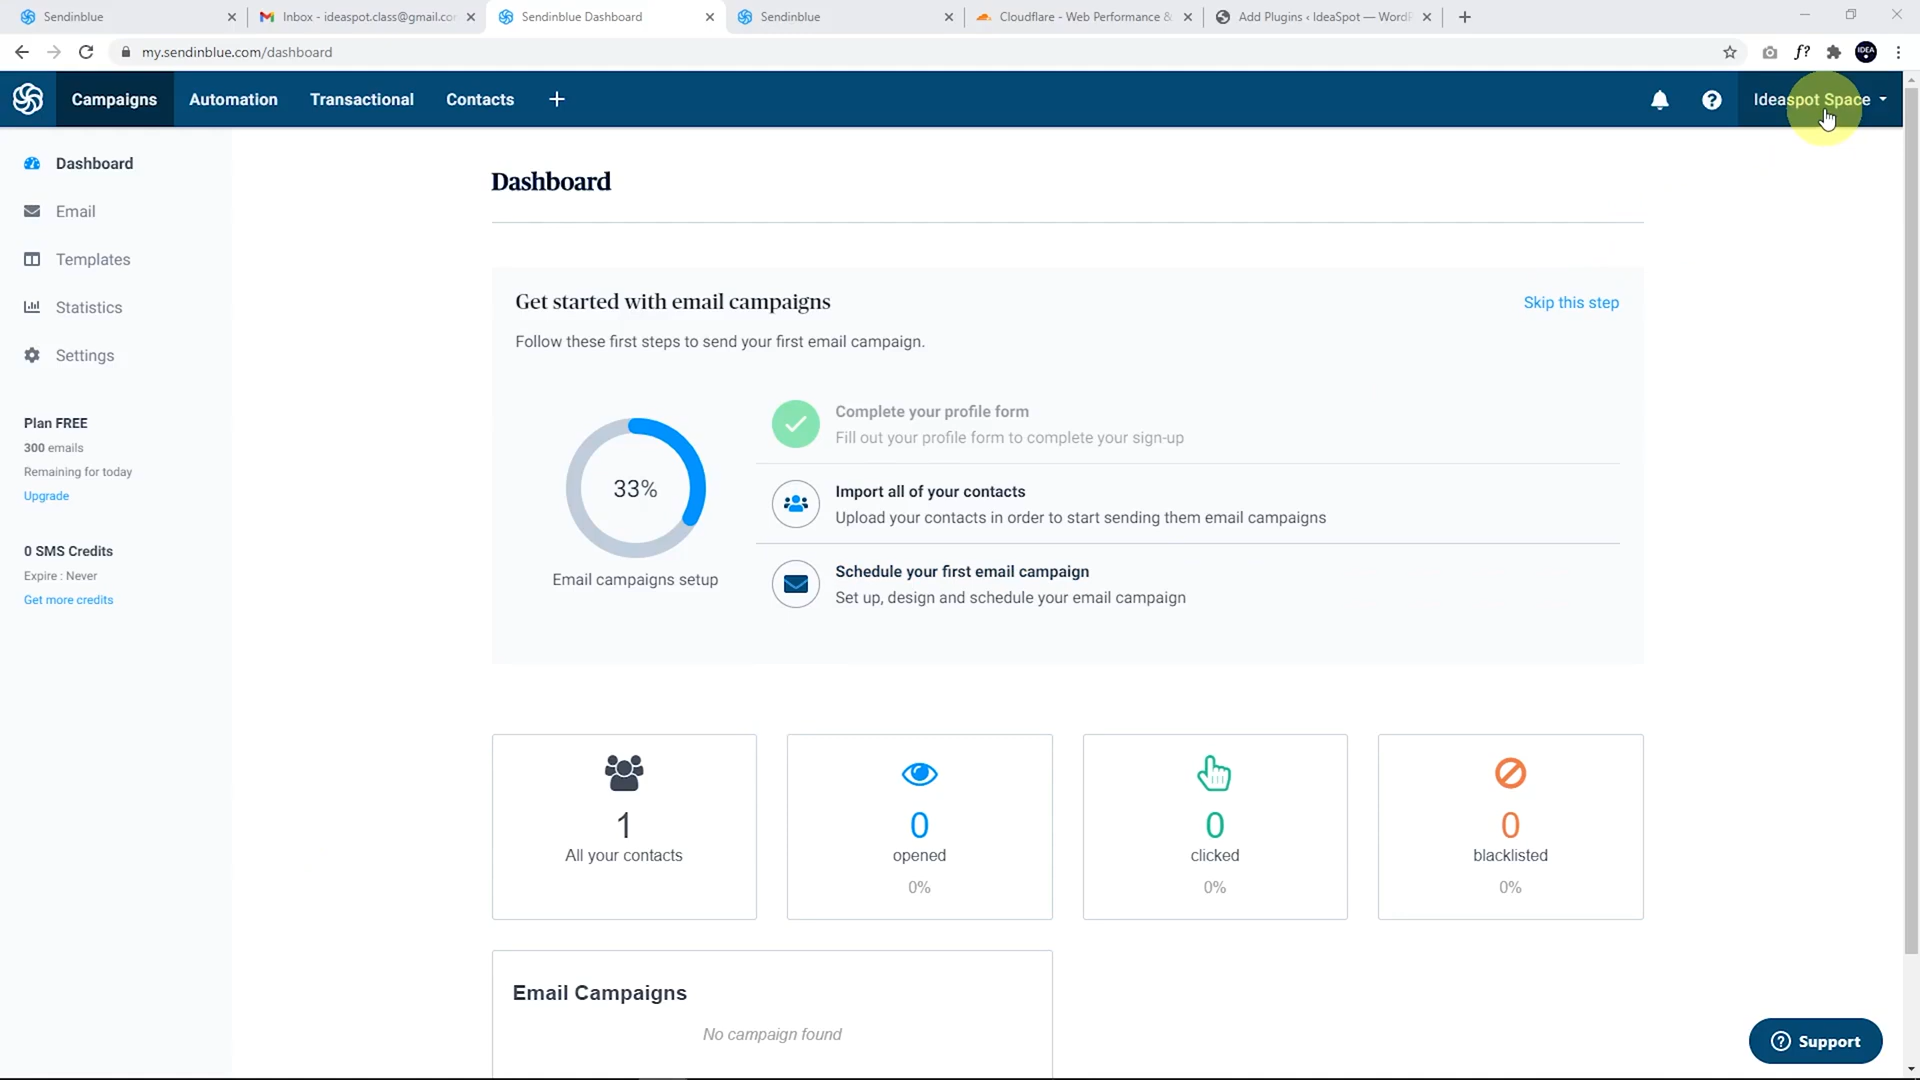 Sendinblue
Inbox - ideaspot.class@gmail.co
Sendinblue Dashboard
Sendinblue
Cloudflare - Web Performance &
Add Plugins ‹ IdeaSpot — WordP
my.sendinblue.com/dashboard
f?
IDEA
Campaigns
Automation
Transactional
Contacts
Ideaspot Space
Dashboard
Email
Templates
Statistics
Settings
Plan FREE
300 emails
Remaining for today
Upgrade
0 SMS Credits
Expire : Never
Get more credits
Dashboard
Get started with email campaigns
Skip this step
Follow these first steps to send your first email campaign.
33%
Email campaigns setup
Complete your profile form
Fill out your profile form to complete your sign-up
Import all of your contacts
Upload your contacts in order to start sending them email campaigns
Schedule your first email campaign
Set up, design and schedule your email campaign
1
All your contacts
0
opened
0%
0
clicked
0%
0
blacklisted
0%
Email Campaigns
No campaign found
Support